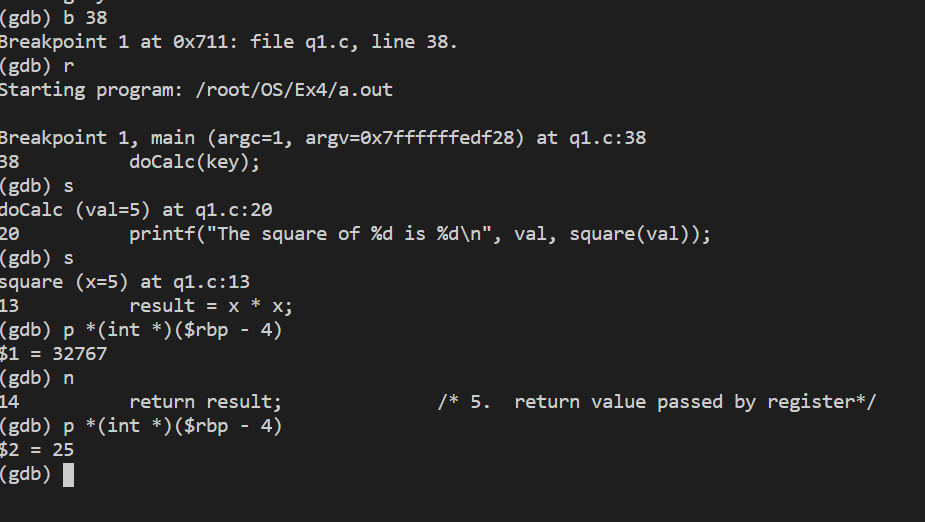 (gdb) b 38
Breakpoint 1 at 0x711: file q1.c, line 38.
(gdb) r
Starting program: /root/OS/Ex4/a.out
Breakpoint 1, main (argc=1, argv=0x7ffffffedf28) at q1.c:38
38          doCalc(key);
(gdb) s
doCalc (val=5) at q1.c:20
20          printf("The square of %d is %d\n", val, square(val));
(gdb) s
square (x=5) at q1.c:13
13          result = x * x;
(gdb) p *(int *)($rbp - 4)
$1 = 32767
(gdb) n
14          return result;              /* 5.  return value passed by register*/
(gdb) p *(int *)($rbp - 4)
$2 = 25
(gdb)